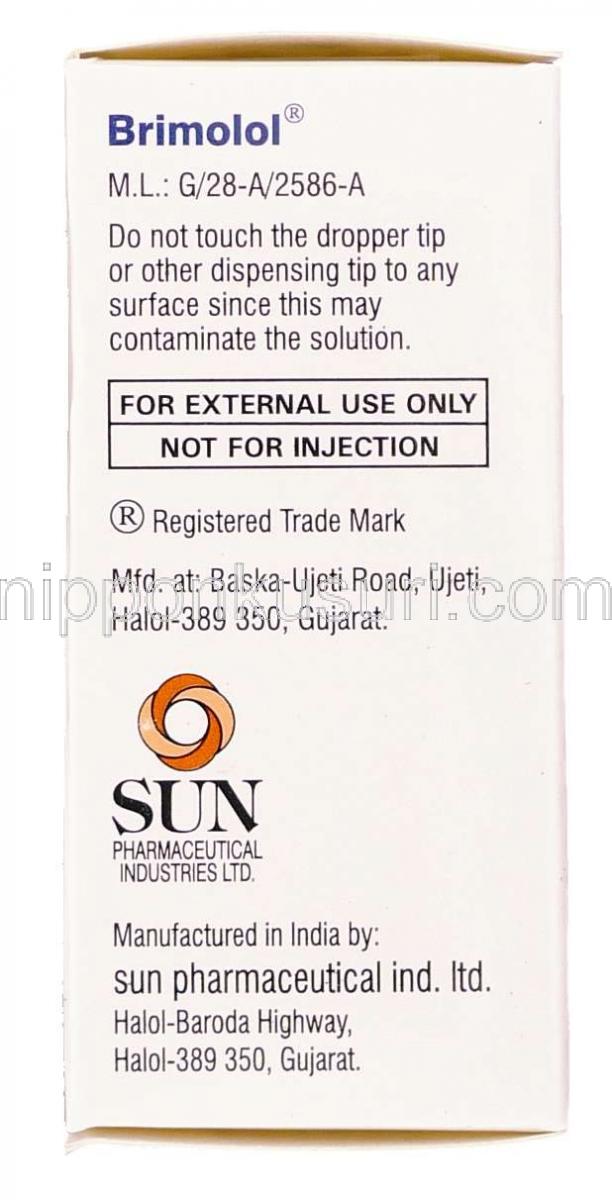 Brimolol®
M.L.: G/28-A/2586-A
Do not touch the dropper tip
or other dispensing tip to any
surface since this may
contaminate the solution.
FOR EXTERNAL USE ONLY
NOT FOR INJECTION
® Registered Trade Mark
Mfd. at: Baska-Ujeti Road, Ujeti,
nipponkusuri.com
Halol-389 350, Gujarat.
SUN
PHARMACEUTICAL
INDUSTRIES LTD.
Manufactured in India by:
sun pharmaceutical ind. ltd.
Halol-Baroda Highway,
Halol-389 350, Gujarat.